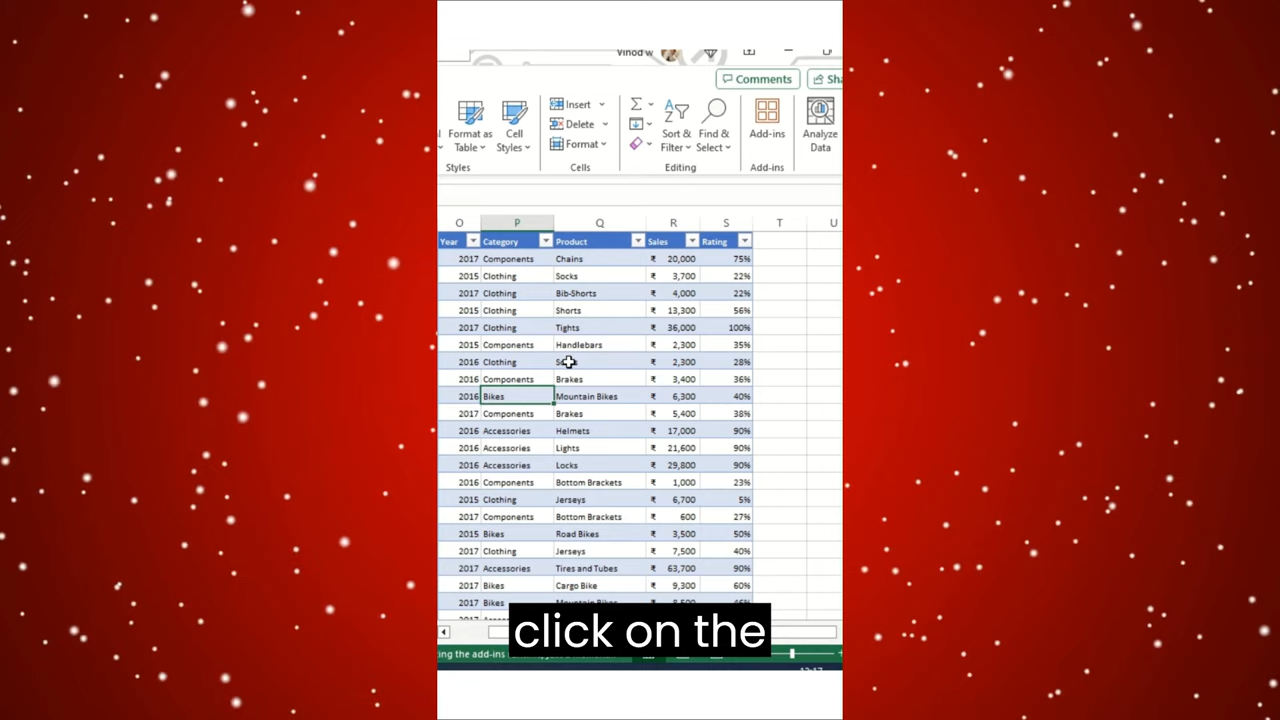 Vinod w
Comments
Sha
Format as Table
Cell Styles
Styles
Insert
Delete
Format
Cells
Sort & Filter
Find & Select
Editing
Add-ins
Add-ins
Analyze Data
O P Q R S T U
Year Category Product Sales Rating
2017 Components Chains ₹ 20,000 75%
2015 Clothing Socks ₹ 3,700 22%
2017 Clothing Bib-Shorts ₹ 4,000 22%
2015 Clothing Shorts ₹ 13,300 56%
2017 Clothing Tights ₹ 36,000 100%
2015 Components Handlebars ₹ 2,300 35%
2016 Clothing ₹ 2,300 28%
2016 Components Brakes ₹ 3,400 36%
2016 Bikes Mountain Bikes ₹ 6,300 40%
2017 Components Brakes ₹ 5,400 38%
2016 Accessories Helmets ₹ 17,000 90%
2016 Accessories Lights ₹ 21,600 90%
2016 Accessories Locks ₹ 29,800 90%
2016 Components Bottom Brackets ₹ 1,000 23%
2015 Clothing Jerseys ₹ 6,700 5%
2017 Components Bottom Brackets ₹ 600 27%
2015 Bikes Road Bikes ₹ 3,500 50%
2017 Clothing Jerseys ₹ 7,500 40%
2017 Accessories Tires and Tubes ₹ 63,700 90%
2017 Bikes Cargo Bike ₹ 9,300 60%
2017 Bikes
click on the
ting the add-ins